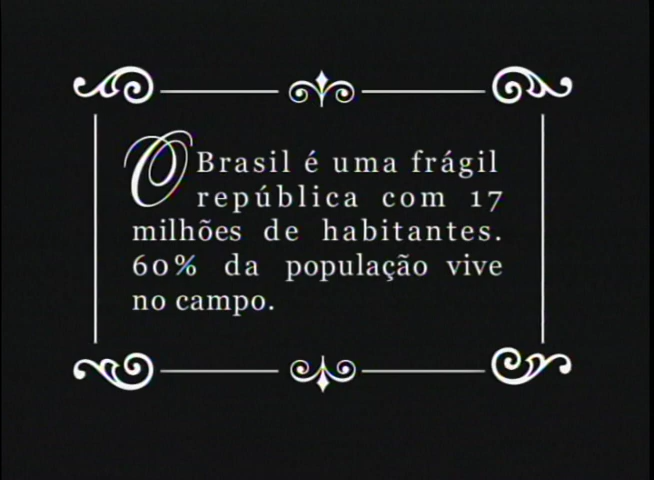 O Brasil é uma frágil
república com 17
milhões de habitantes.
60% da população vive
no campo.